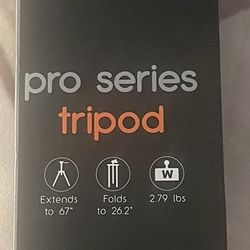 pro series
tripod
W
Extends Folds 2.79 lbs
to 67" to 26.2"